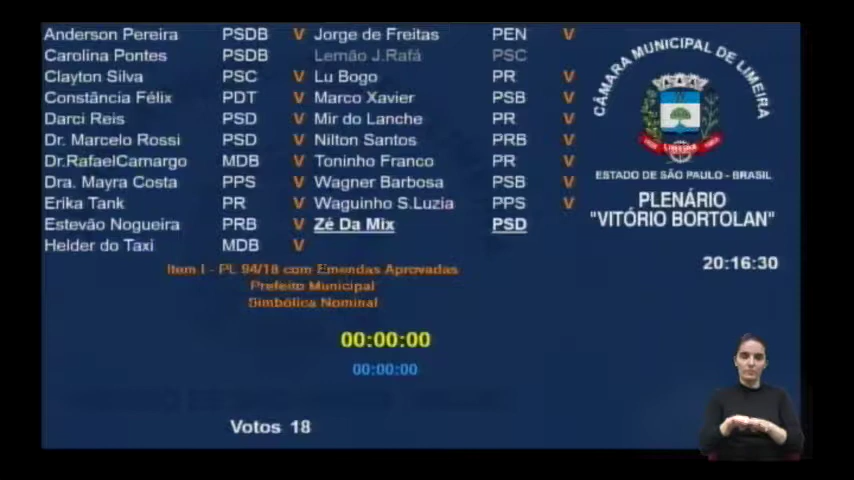 Anderson Pereira PSDB V Jorge de Freitas PEN V
Carolina Pontes PSDB Lemão J.Rafá PSC
Clayton Silva PSC V Lu Bogo PR V
Constância Félix PDT V Marco Xavier PSB V
Darci Reis PSD V Mir do Lanche PR V
Dr. Marcelo Rossi PSD V Nilton Santos PRB V
Dr.RafaelCamargo MDB V Toninho Franco PR V
Dra. Mayra Costa PPS V Wagner Barbosa PSB V
Erika Tank PR V Waguinho S.Luzia PPS V
Estevão Nogueira PRB V Zé Da Mix PSD
Helder do Taxi MDB V
Item I - PL 94/18 com Emendas Aprovadas
Prefeito Municipal
Simbólica Nominal
00:00:00
00:00:00
Votos 18
CÂMARA MUNICIPAL DE LIMEIRA
LIMEIRA
ESTADO DE SÃO PAULO - BRASIL
PLENÁRIO
"VITÓRIO BORTOLAN"
20:16:30